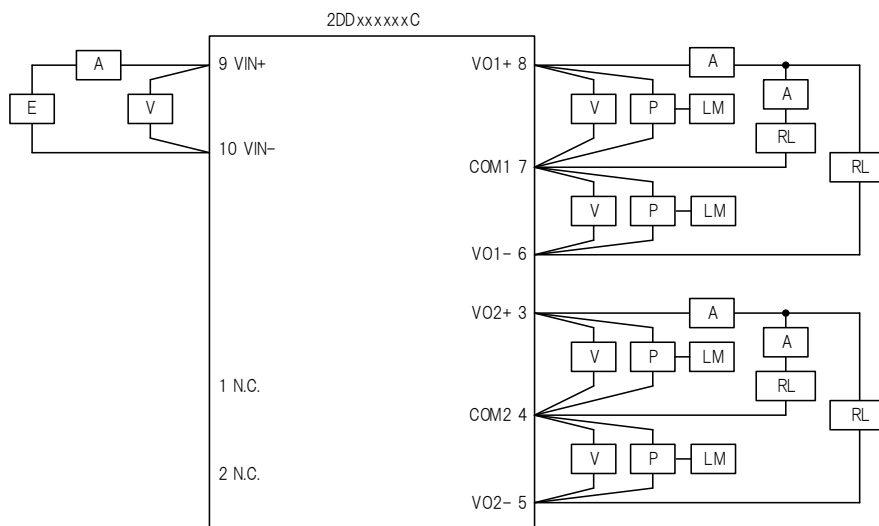 2DDxxxxxxC
A
E
V
9 VIN+
10 VIN-
1 N.C.
2 N.C.
VO1+ 8
COM1 7
VO1- 6
VO2+ 3
COM2 4
VO2- 5
A
A
V
P
LM
RL
RL
V
P
LM
A
A
V
P
LM
RL
RL
V
P
LM